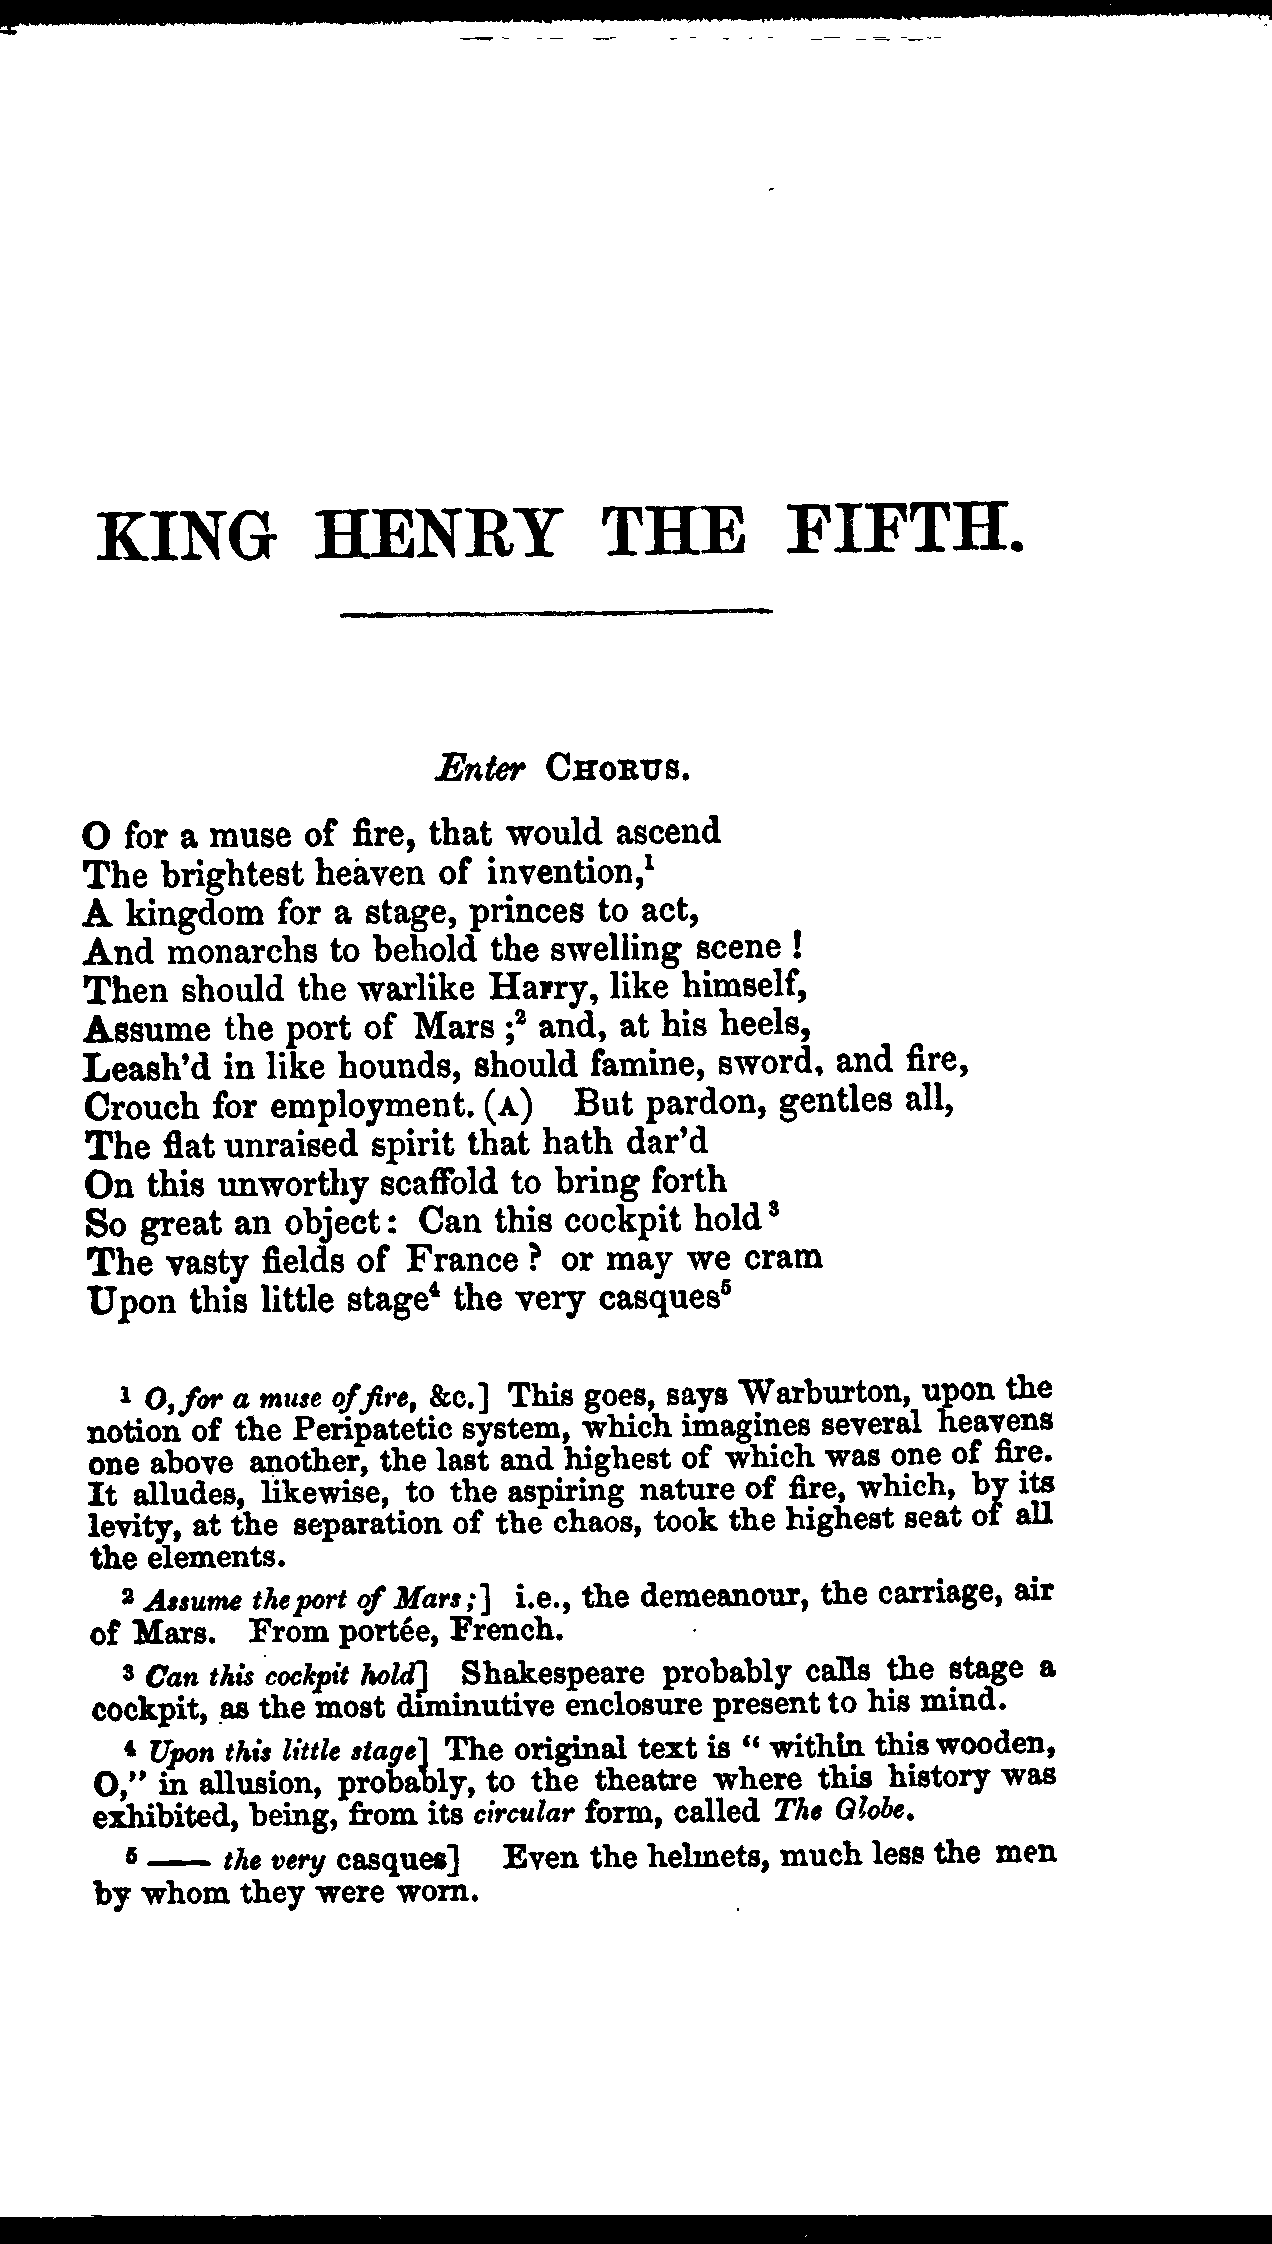 KING HENRY THE FIFTH.
Enter CHORUS.
O for a muse of fire, that would ascend
The brightest heaven of invention,¹
A kingdom for a stage, princes to act,
And monarchs to behold the swelling scene !
Then should the warlike Harry, like himself,
Assume the port of Mars ;² and, at his heels,
Leash'd in like hounds, should famine, sword, and fire,
Crouch for employment. (A) But pardon, gentles all,
The flat unraised spirit that hath dar'd
On this unworthy scaffold to bring forth
So great an object: Can this cockpit hold³
The vasty fields of France ? or may we cram
Upon this little stage⁴ the very casques⁵
¹ O, for a muse of fire, &c.] This goes, says Warburton, upon the
notion of the Peripatetic system, which imagines several heavens
one above another, the last and highest of which was one of fire.
It alludes, likewise, to the aspiring nature of fire, which, by its
levity, at the separation of the chaos, took the highest seat of all
the elements.
² Assume the port of Mars ;] i.e., the demeanour, the carriage, air
of Mars. From portée, French.
³ Can this cockpit hold] Shakespeare probably calls the stage a
cockpit, as the most diminutive enclosure present to his mind.
⁴ Upon this little stage] The original text is " within this wooden,
O," in allusion, probably, to the theatre where this history was
exhibited, being, from its circular form, called The Globe.
⁵ —— the very casques] Even the helmets, much less the men
by whom they were worn.